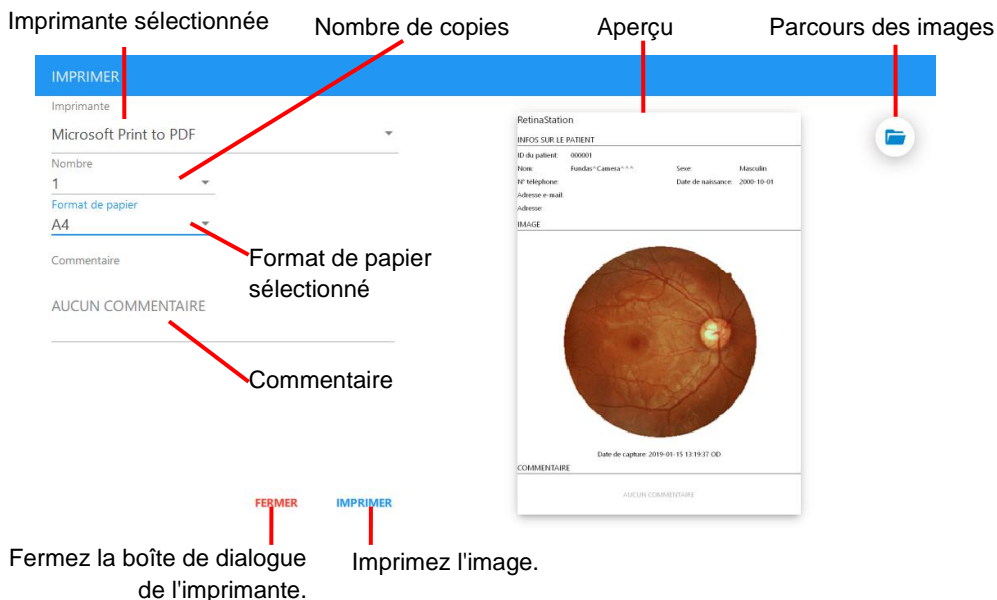 Imprimante sélectionnée
Nombre de copies
Aperçu
Parcours des images
IMPRIMER
Imprimante
Microsoft Print to PDF
Nombre
1
Format de papier
A4
Format de papier
sélectionné
Commentaire
AUCUN COMMENTAIRE
Commentaire
RetinaStation
INFOS SUR LE PATIENT
ID du patient: 000001
Nom: Fundas^Camera^^^ Sexe: Masculin
N° téléphone: Date de naissance: 2000-10-01
Adresse e-mail:
Adresse:
IMAGE
Date de capture: 2019-01-15 13:19:37 OD
COMMENTAIRE
AUCUN COMMENTAIRE
FERMER
IMPRIMER
Fermez la boîte de dialogue
de l'imprimante.
Imprimez l'image.